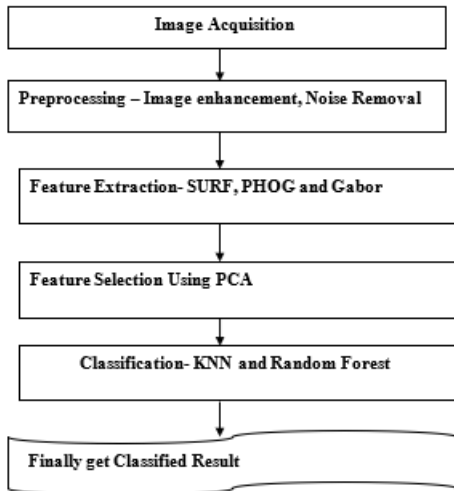 Image Acquisition
Preprocessing – Image enhancement, Noise Removal
Feature Extraction- SURF, PHOG and Gabor
Feature Selection Using PCA
Classification- KNN and Random Forest
Finally get Classified Result